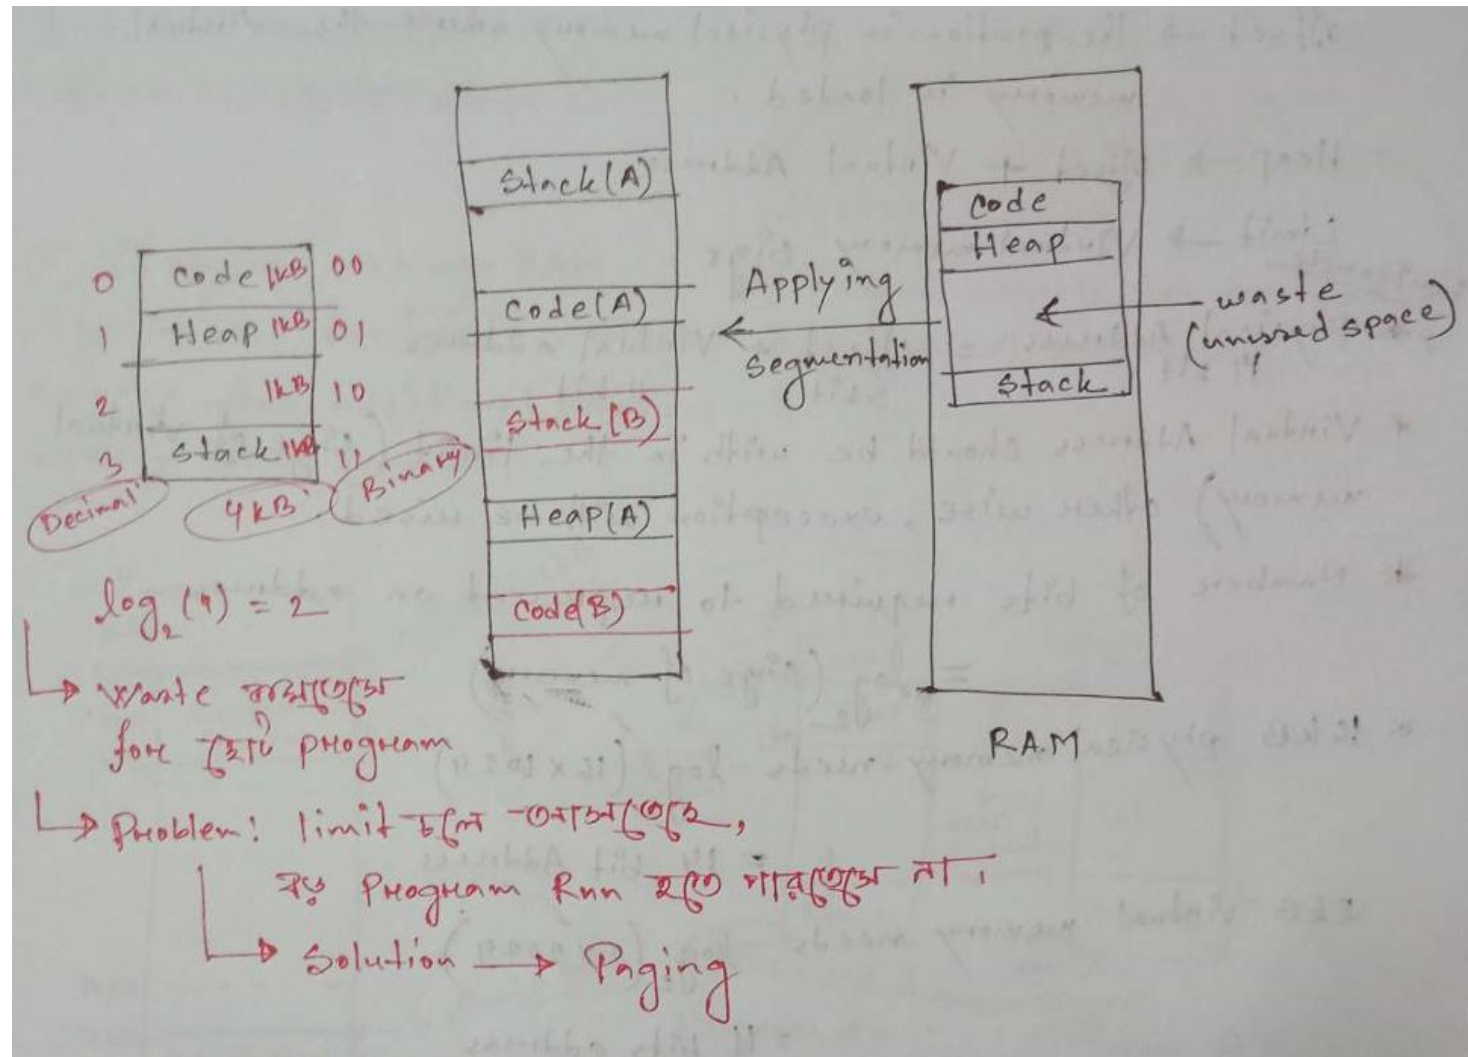 Stack(A)
Code(A)
Stack(B)
Heap(A)
Code(B)
Code
Heap
Stack
Applying
segmentation
waste
(unused space)
RAM
0 Code 1kB 00
1 Heap 1kB 01
2 1kB 10
3 Stack 1kB 11
Decimal 4kB Binary
log₂(4) = 2
Waste
for ছোট program
Problem: limit চলে আসতেছে,
বড় Program Run হতে পারতেছে না।
Solution → Paging